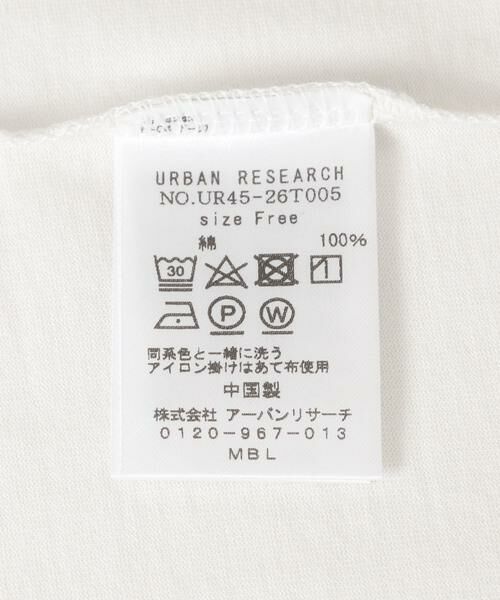 URBAN RESEARCH
NO.UR45-26T005
size Free
綿 100%
30
P W
同系色と一緒に洗う
アイロン掛けはあて布使用
中国製
株式会社 アーバンリサーチ
0120-967-013
MBL